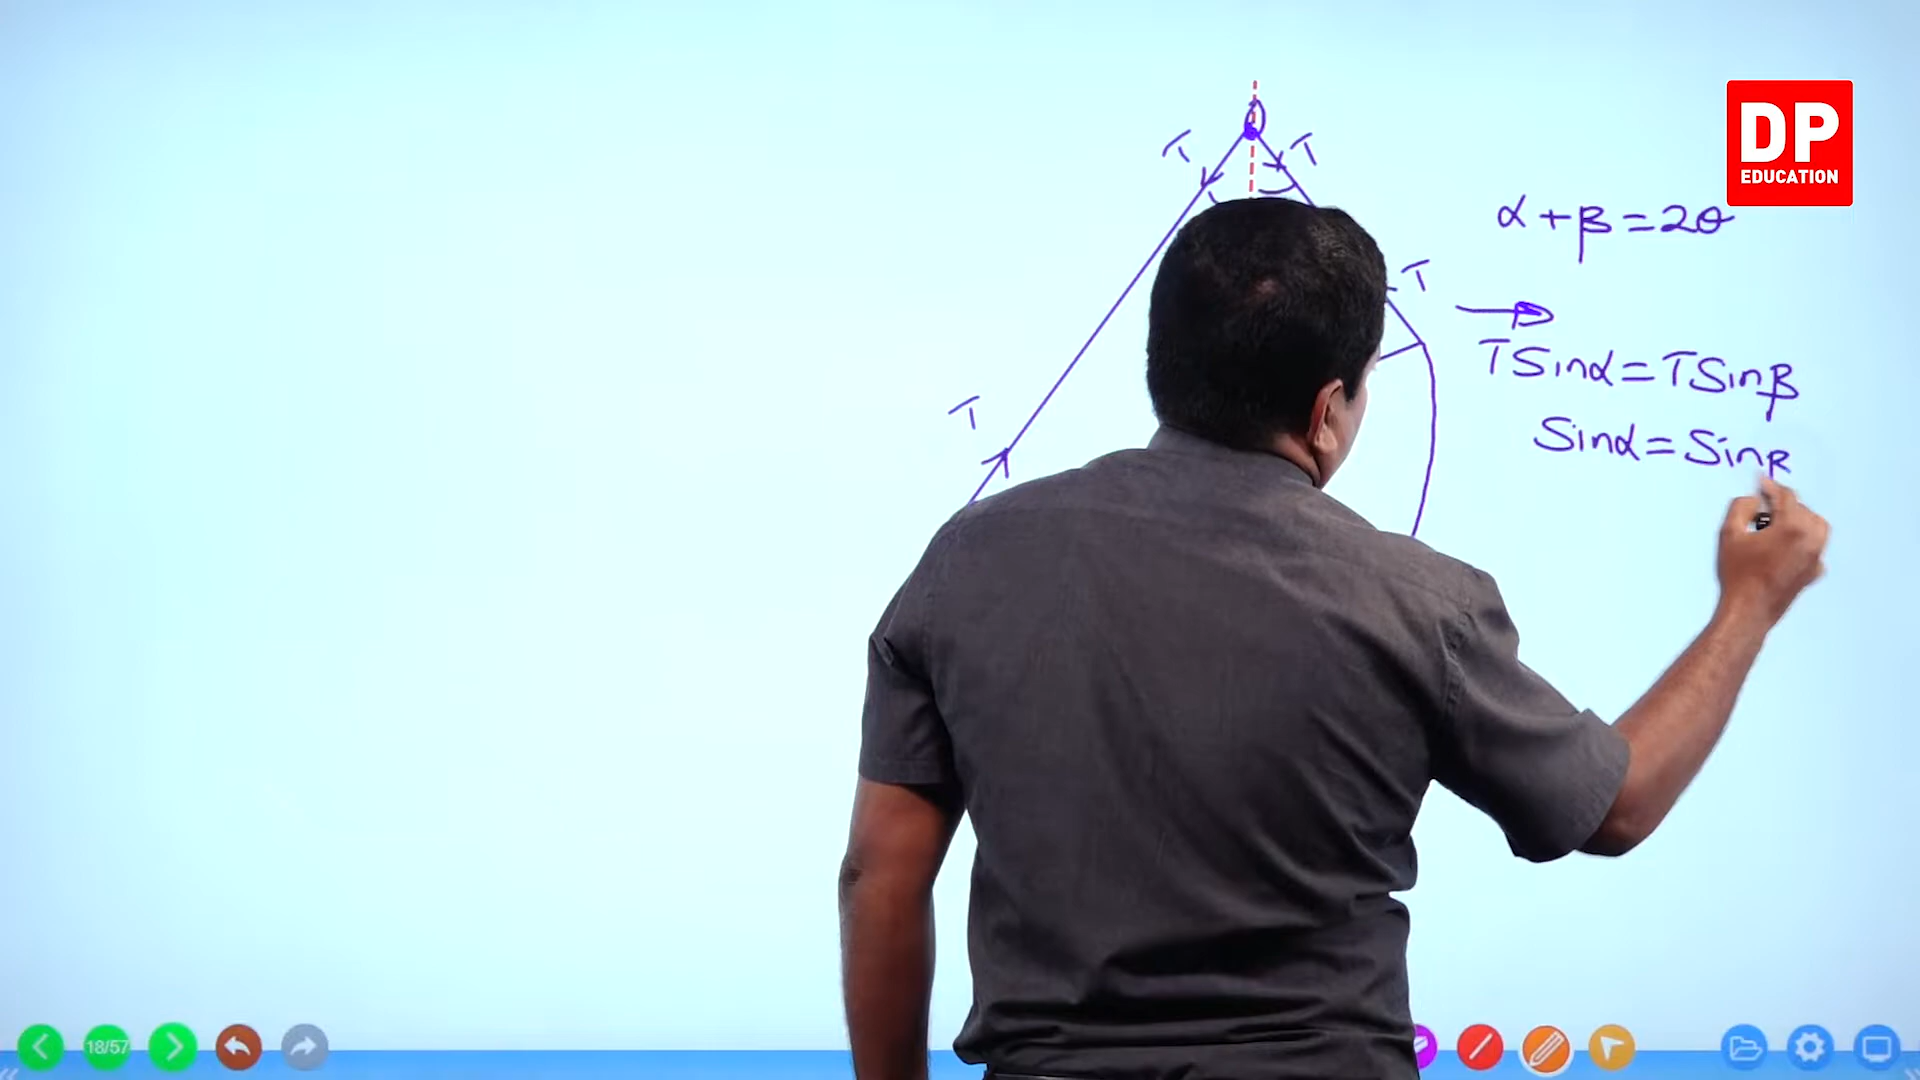 DP
EDUCATION
T
T
α + β = 2θ
T
T Sinα = T Sinβ
T
Sinα = Sinβ
18/57